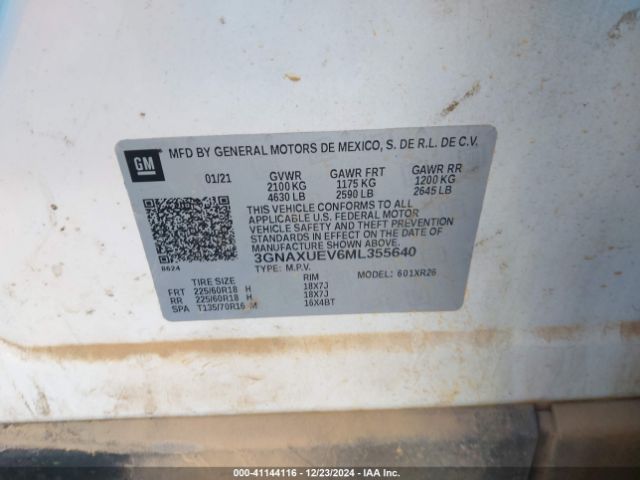 GM MFD BY GENERAL MOTORS DE MEXICO, S. DE R.L. DE C.V.
01/21 GVWR GAWR FRT GAWR RR
2100 KG 1175 KG 1200 KG
4630 LB 2590 LB 2645 LB
THIS VEHICLE CONFORMS TO ALL
APPLICABLE U.S. FEDERAL MOTOR
VEHICLE SAFETY AND THEFT PREVENTION
STANDARDS IN EFFECT ON THE DATE OF
MANUFACTURE SHOWN ABOVE.
3GNAXUEV6ML355640
8624 TYPE: M.P.V. MODEL: 601XR26
TIRE SIZE RIM
FRT 225/60R18 H 18X7J
RR 225/60R18 H 18X7J
SPA T135/70R16 M 16X4BT
000-41144116 - 12/23/2024 - IAA Inc.